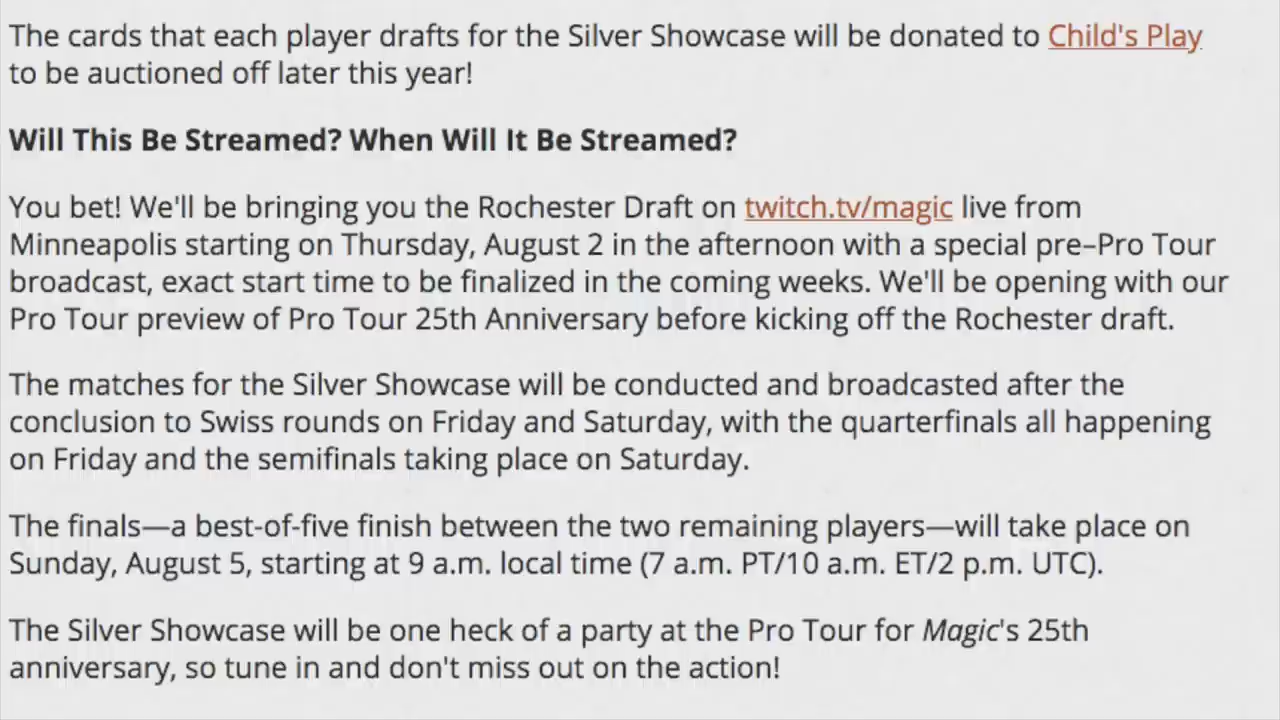 The cards that each player drafts for the Silver Showcase will be donated to Child's Play
to be auctioned off later this year!
Will This Be Streamed? When Will It Be Streamed?
You bet! We'll be bringing you the Rochester Draft on twitch.tv/magic live from
Minneapolis starting on Thursday, August 2 in the afternoon with a special pre–Pro Tour
broadcast, exact start time to be finalized in the coming weeks. We'll be opening with our
Pro Tour preview of Pro Tour 25th Anniversary before kicking off the Rochester draft.
The matches for the Silver Showcase will be conducted and broadcasted after the
conclusion to Swiss rounds on Friday and Saturday, with the quarterfinals all happening
on Friday and the semifinals taking place on Saturday.
The finals—a best-of-five finish between the two remaining players—will take place on
Sunday, August 5, starting at 9 a.m. local time (7 a.m. PT/10 a.m. ET/2 p.m. UTC).
The Silver Showcase will be one heck of a party at the Pro Tour for Magic's 25th
anniversary, so tune in and don't miss out on the action!